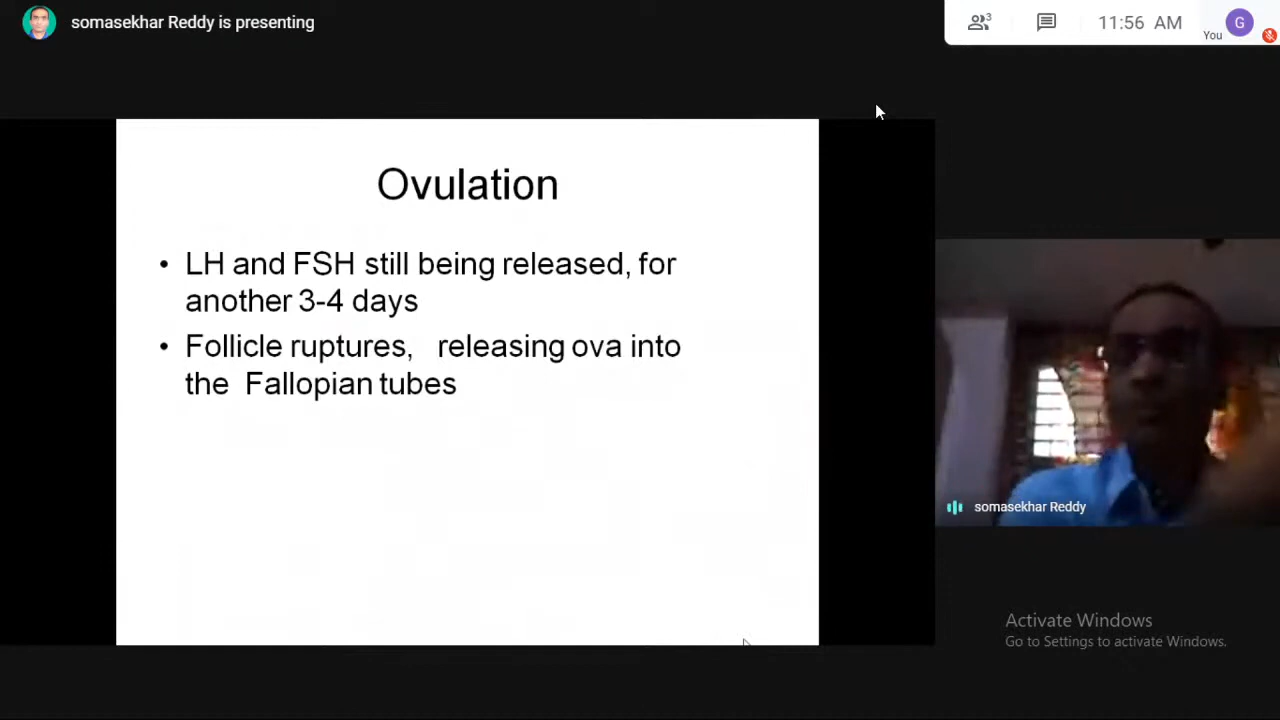 somasekhar Reddy is presenting
3
11:56 AM
You
G
Ovulation
• LH and FSH still being released, for
another 3-4 days
• Follicle ruptures, releasing ova into
the Fallopian tubes
somasekhar Reddy
Activate Windows
Go to Settings to activate Windows.